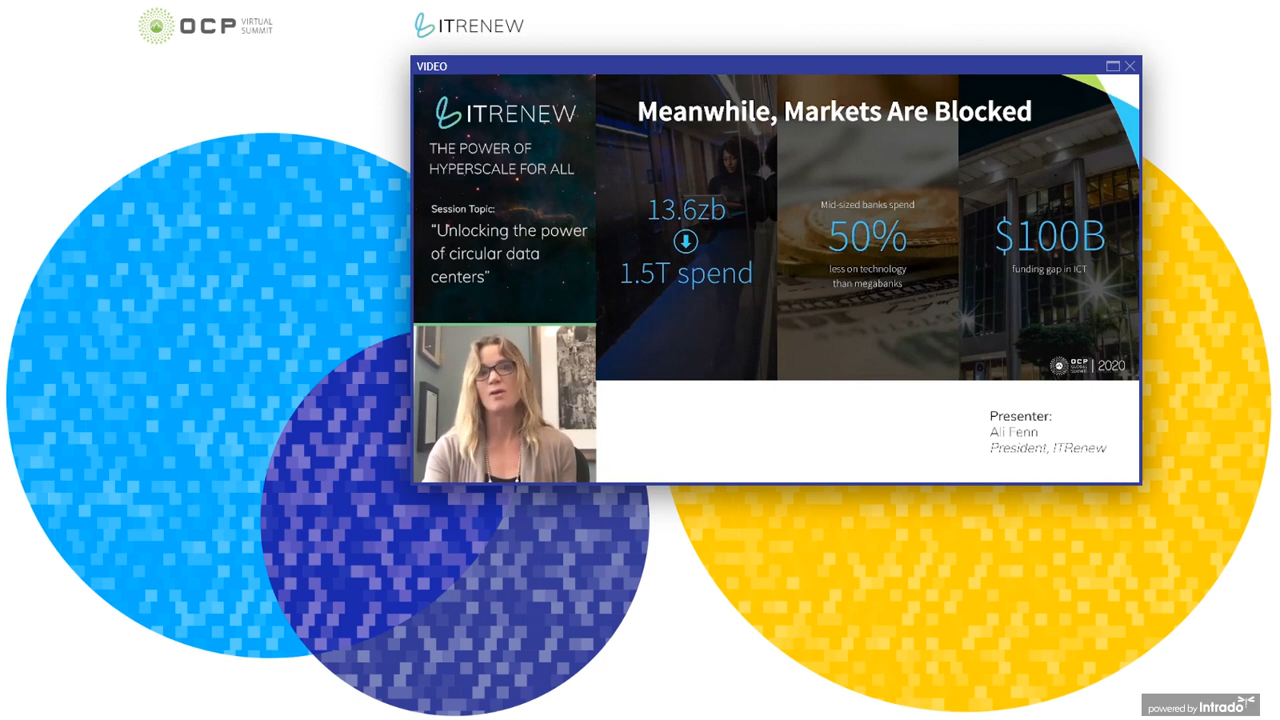 OCP VIRTUAL
SUMMIT
ITRENEW
VIDEO
ITRENEW
THE POWER OF
HYPERSCALE FOR ALL
Session Topic:
"Unlocking the power
of circular data
centers"
Meanwhile, Markets Are Blocked
13.6zb
1.5T spend
Mid-sized banks spend
50%
less on technology
than megabanks
$100B
funding gap in ICT
OCP
GLOBAL
SUMMIT
2020
Presenter:
Ali Fenn
President, ITRenew
powered by Intrado